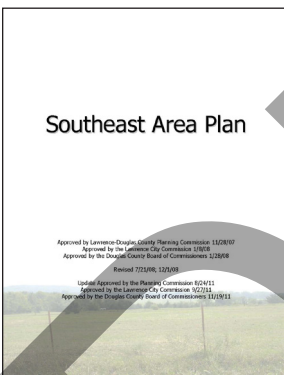 Southeast Area Plan
Approved by Lawrence-Douglas County Planning Commission 11/28/07
Approved by the Lawrence City Commission 1/8/08
Approved by the Douglas County Board of Commissioners 1/28/08
Revised 7/21/08; 12/1/09
Update Approved by the Planning Commission 8/24/11
Approved by the Lawrence City Commission 9/27/11
Approved by the Douglas County Board of Commissioners 11/19/11